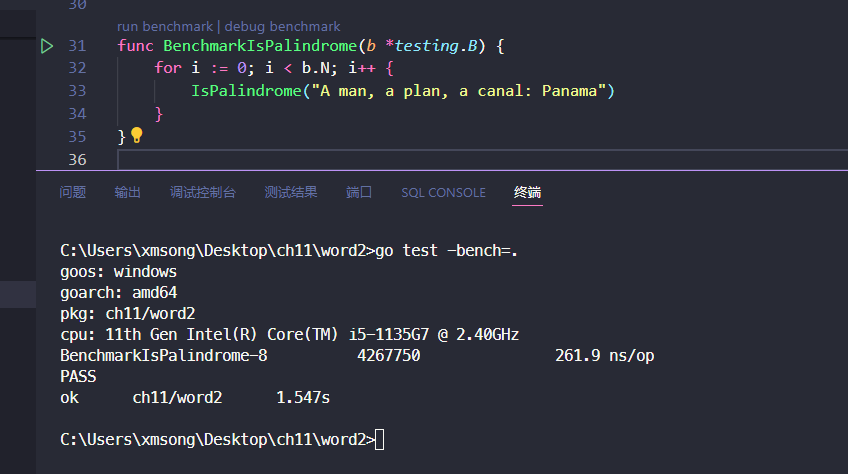 30
run benchmark | debug benchmark
31 func BenchmarkIsPalindrome(b *testing.B) {
32 for i := 0; i < b.N; i++ {
33 IsPalindrome("A man, a plan, a canal: Panama")
34 }
35 }
36
问题 输出 调试控制台 测试结果 端口 SQL CONSOLE 终端
C:\Users\xmsong\Desktop\ch11\word2>go test -bench=.
goos: windows
goarch: amd64
pkg: ch11/word2
cpu: 11th Gen Intel(R) Core(TM) i5-1135G7 @ 2.40GHz
BenchmarkIsPalindrome-8 4267750 261.9 ns/op
PASS
ok ch11/word2 1.547s
C:\Users\xmsong\Desktop\ch11\word2>